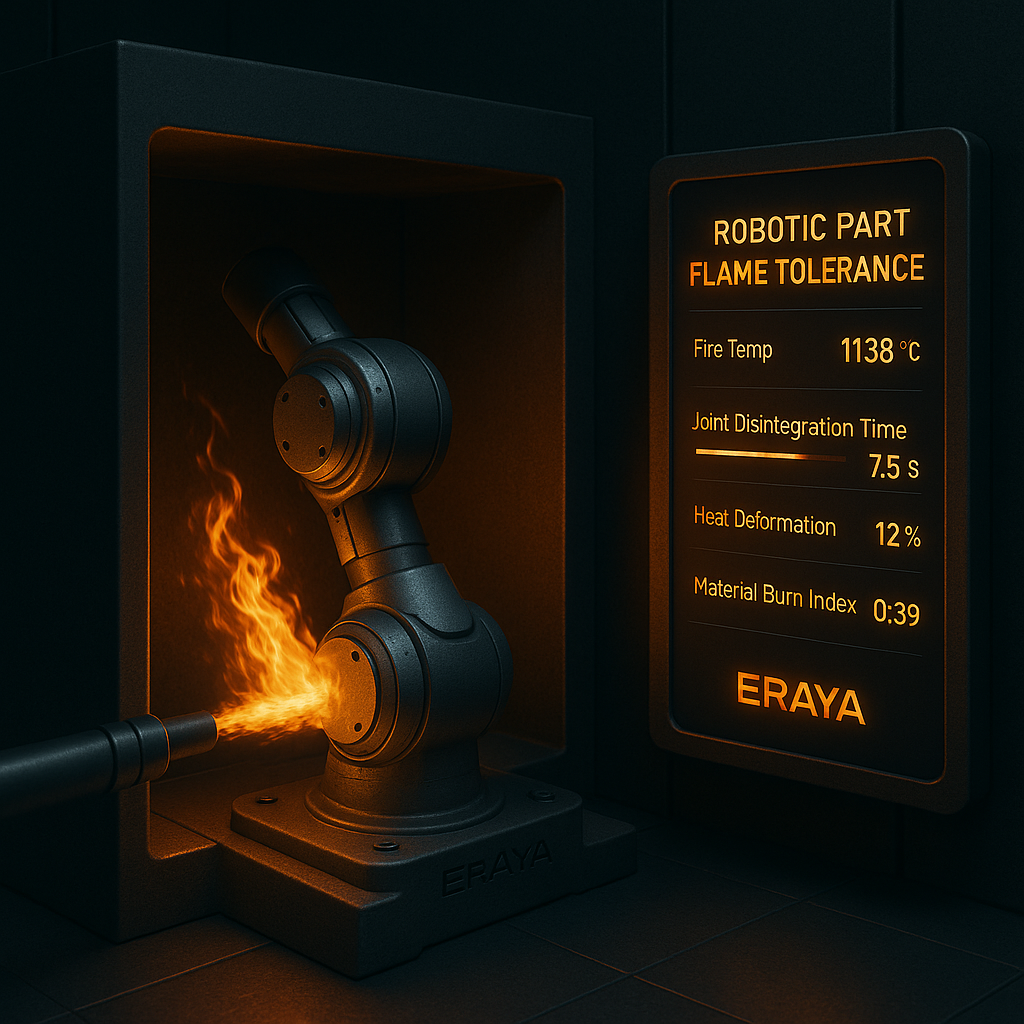 ROBOTIC PART
FLAME TOLERANCE
Fire Temp 1138 °C
Joint Disintegration Time
7.5 s
Heat Deformation 12%
Material Burn Index 0:39
ERAYA
ERAYA